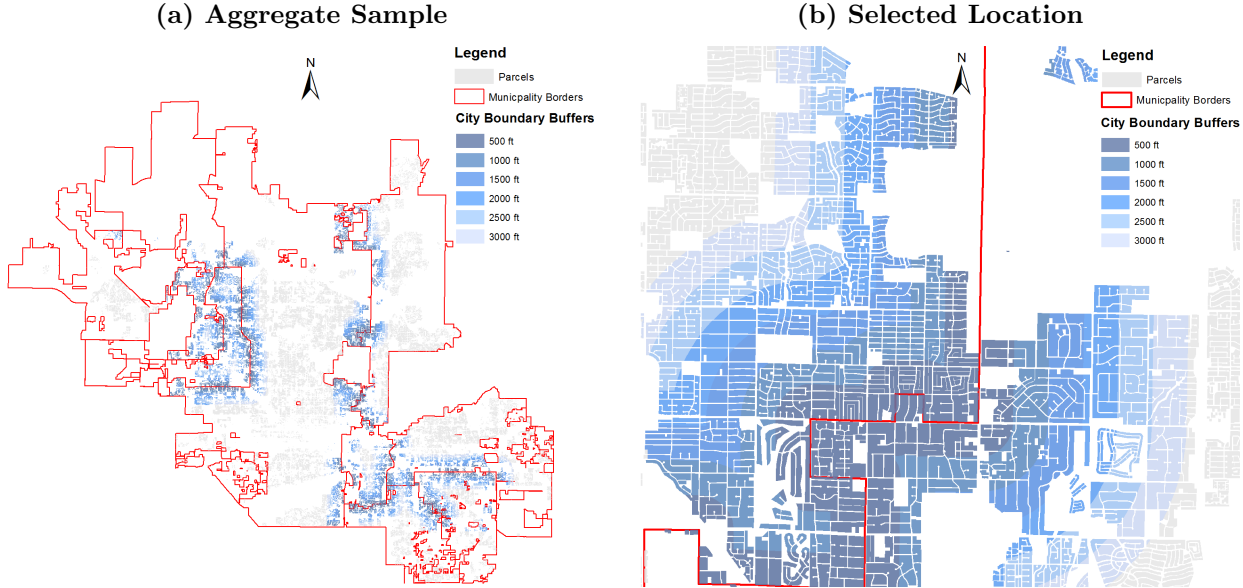 (a) Aggregate Sample
N
Legend
Parcels
Municpality Borders
City Boundary Buffers
500 ft
1000 ft
1500 ft
2000 ft
2500 ft
3000 ft
(b) Selected Location
N
Legend
Parcels
Municpality Borders
City Boundary Buffers
500 ft
1000 ft
1500 ft
2000 ft
2500 ft
3000 ft